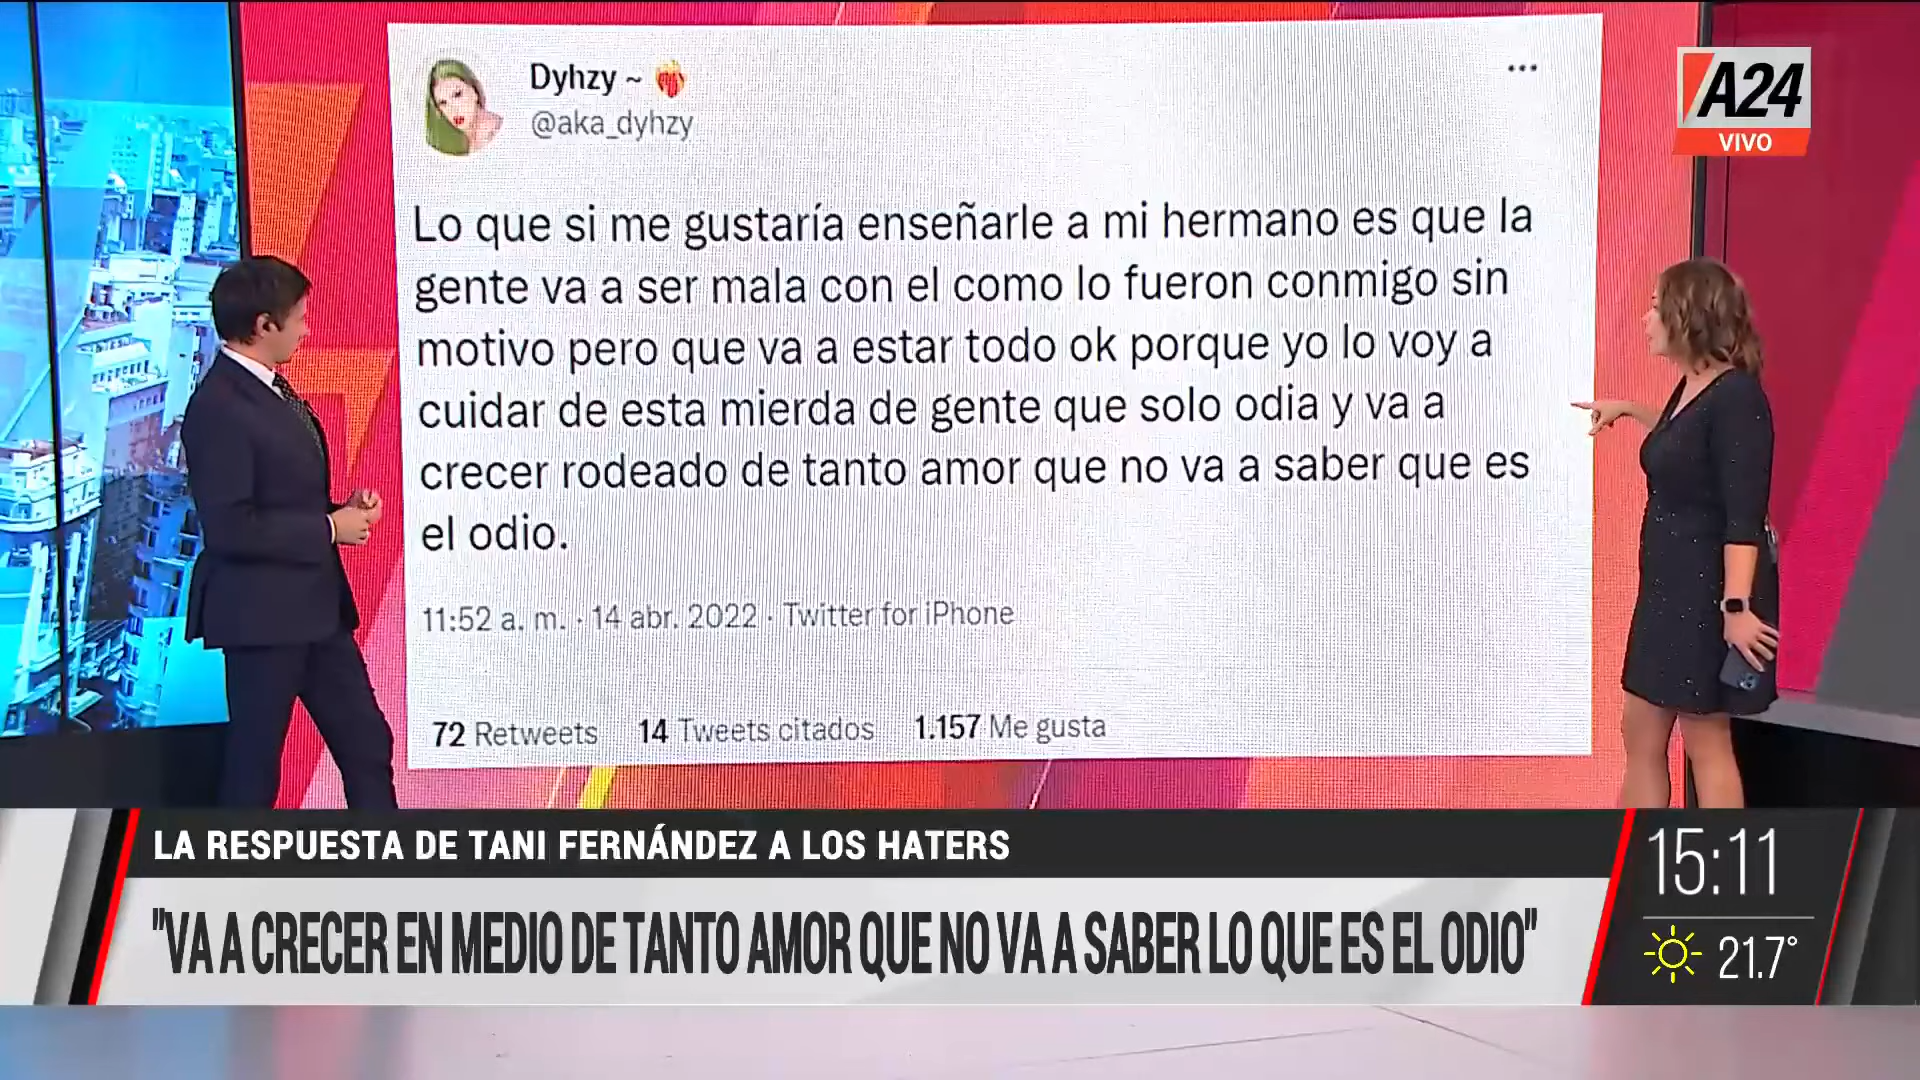 Dyhzy ~ ❤️‍🔥
@aka_dyhzy
...
A24
VIVO
Lo que si me gustaría enseñarle a mi hermano es que la
gente va a ser mala con el como lo fueron conmigo sin
motivo pero que va a estar todo ok porque yo lo voy a
cuidar de esta mierda de gente que solo odia y va a
crecer rodeado de tanto amor que no va a saber que es
el odio.
11:52 a. m. · 14 abr. 2022 · Twitter for iPhone
72 Retweets 14 Tweets citados 1.157 Me gusta
LA RESPUESTA DE TANI FERNÁNDEZ A LOS HATERS
"VA A CRECER EN MEDIO DE TANTO AMOR QUE NO VA A SABER LO QUE ES EL ODIO"
15:11
21.7°